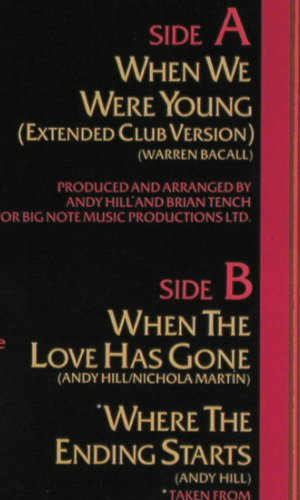 SIDE A
WHEN WE
WERE YOUNG
(EXTENDED CLUB VERSION)
(WARREN BACALL)
PRODUCED AND ARRANGED BY
ANDY HILL AND BRIAN TENCH
FOR BIG NOTE MUSIC PRODUCTIONS LTD.
SIDE B
WHEN THE
LOVE HAS GONE
(ANDY HILL/NICHOLA MARTIN)
*WHERE THE
ENDING STARTS
(ANDY HILL)
*TAKEN FROM